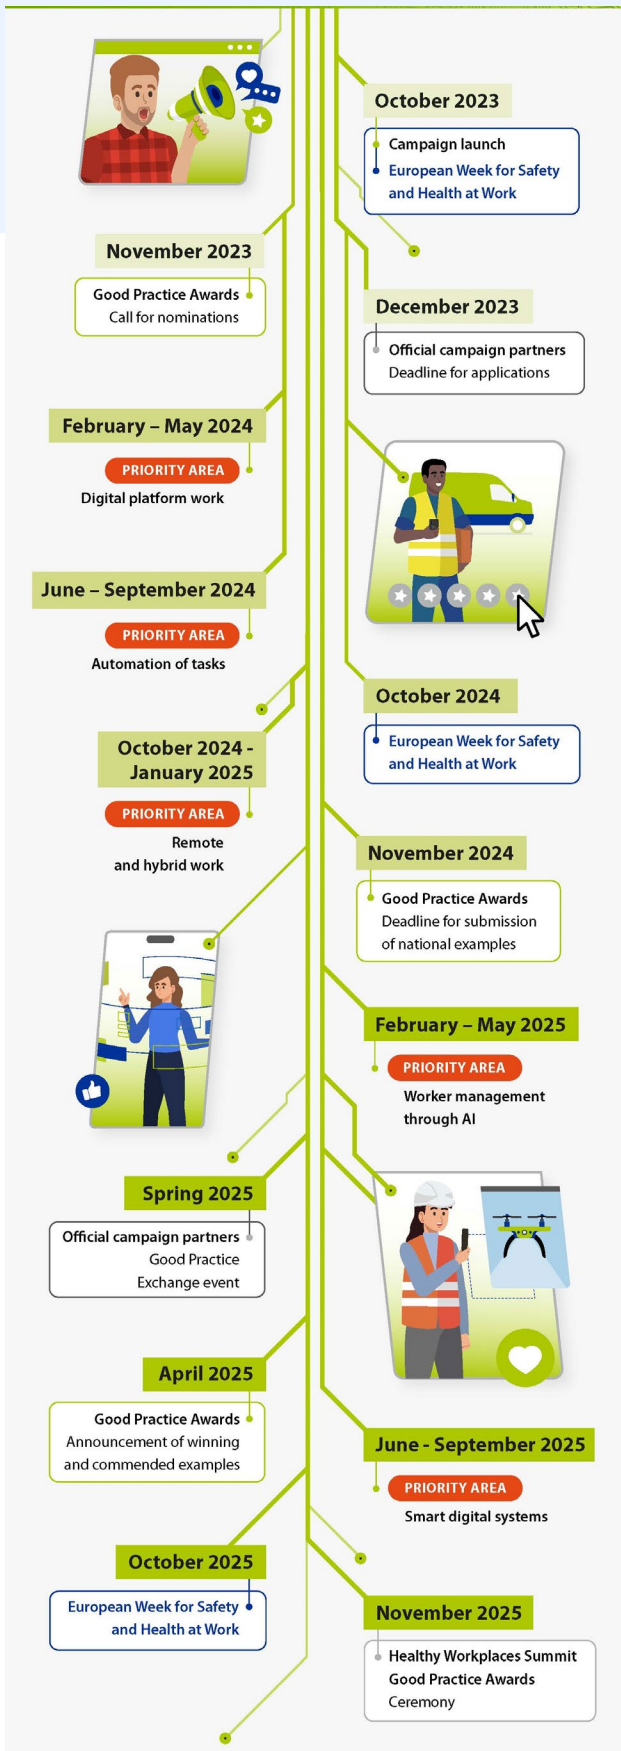 October 2023
Campaign launch
European Week for Safety
and Health at Work
November 2023
Good Practice Awards
Call for nominations
December 2023
Official campaign partners
Deadline for applications
February – May 2024
PRIORITY AREA
Digital platform work
June – September 2024
PRIORITY AREA
Automation of tasks
October 2024
European Week for Safety
and Health at Work
October 2024 -
January 2025
PRIORITY AREA
Remote
and hybrid work
November 2024
Good Practice Awards
Deadline for submission
of national examples
February – May 2025
PRIORITY AREA
Worker management
through AI
Spring 2025
Official campaign partners
Good Practice
Exchange event
April 2025
Good Practice Awards
Announcement of winning
and commended examples
June - September 2025
PRIORITY AREA
Smart digital systems
October 2025
European Week for Safety
and Health at Work
November 2025
Healthy Workplaces Summit
Good Practice Awards
Ceremony